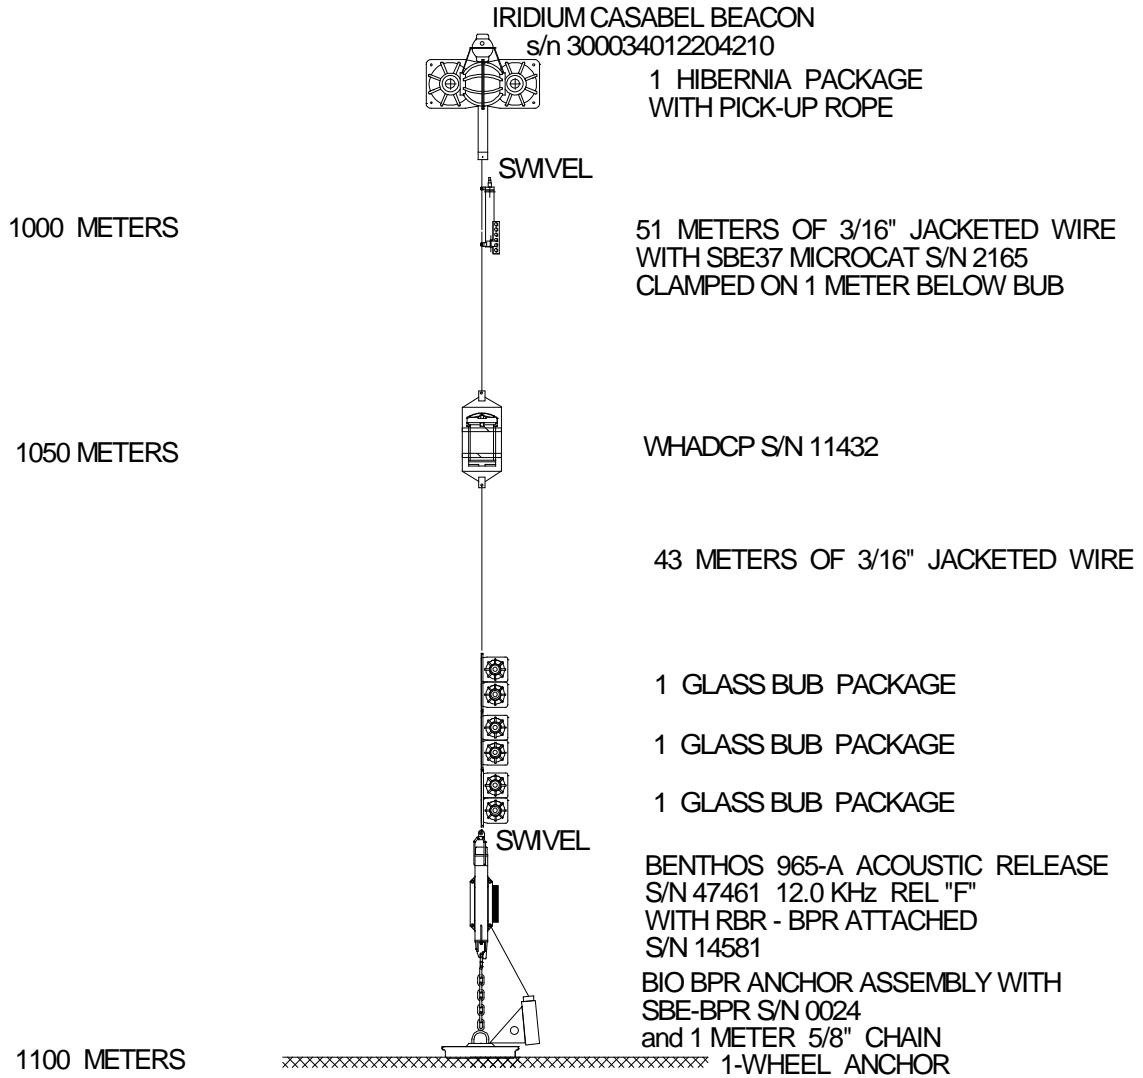 IRIDIUM CASABEL BEACON
s/n 300034012204210
1 HIBERNIA PACKAGE
WITH PICK-UP ROPE
SWIVEL
1000 METERS
51 METERS OF 3/16" JACKETED WIRE
WITH SBE37 MICROCAT S/N 2165
CLAMPED ON 1 METER BELOW BUB
1050 METERS
WHADCP S/N 11432
43 METERS OF 3/16" JACKETED WIRE
1 GLASS BUB PACKAGE
1 GLASS BUB PACKAGE
1 GLASS BUB PACKAGE
SWIVEL
BENTHOS 965-A ACOUSTIC RELEASE
S/N 47461 12.0 KHz REL "F"
WITH RBR - BPR ATTACHED
S/N 14581
BIO BPR ANCHOR ASSEMBLY WITH
SBE-BPR S/N 0024
and 1 METER 5/8" CHAIN
1100 METERS
1-WHEEL ANCHOR